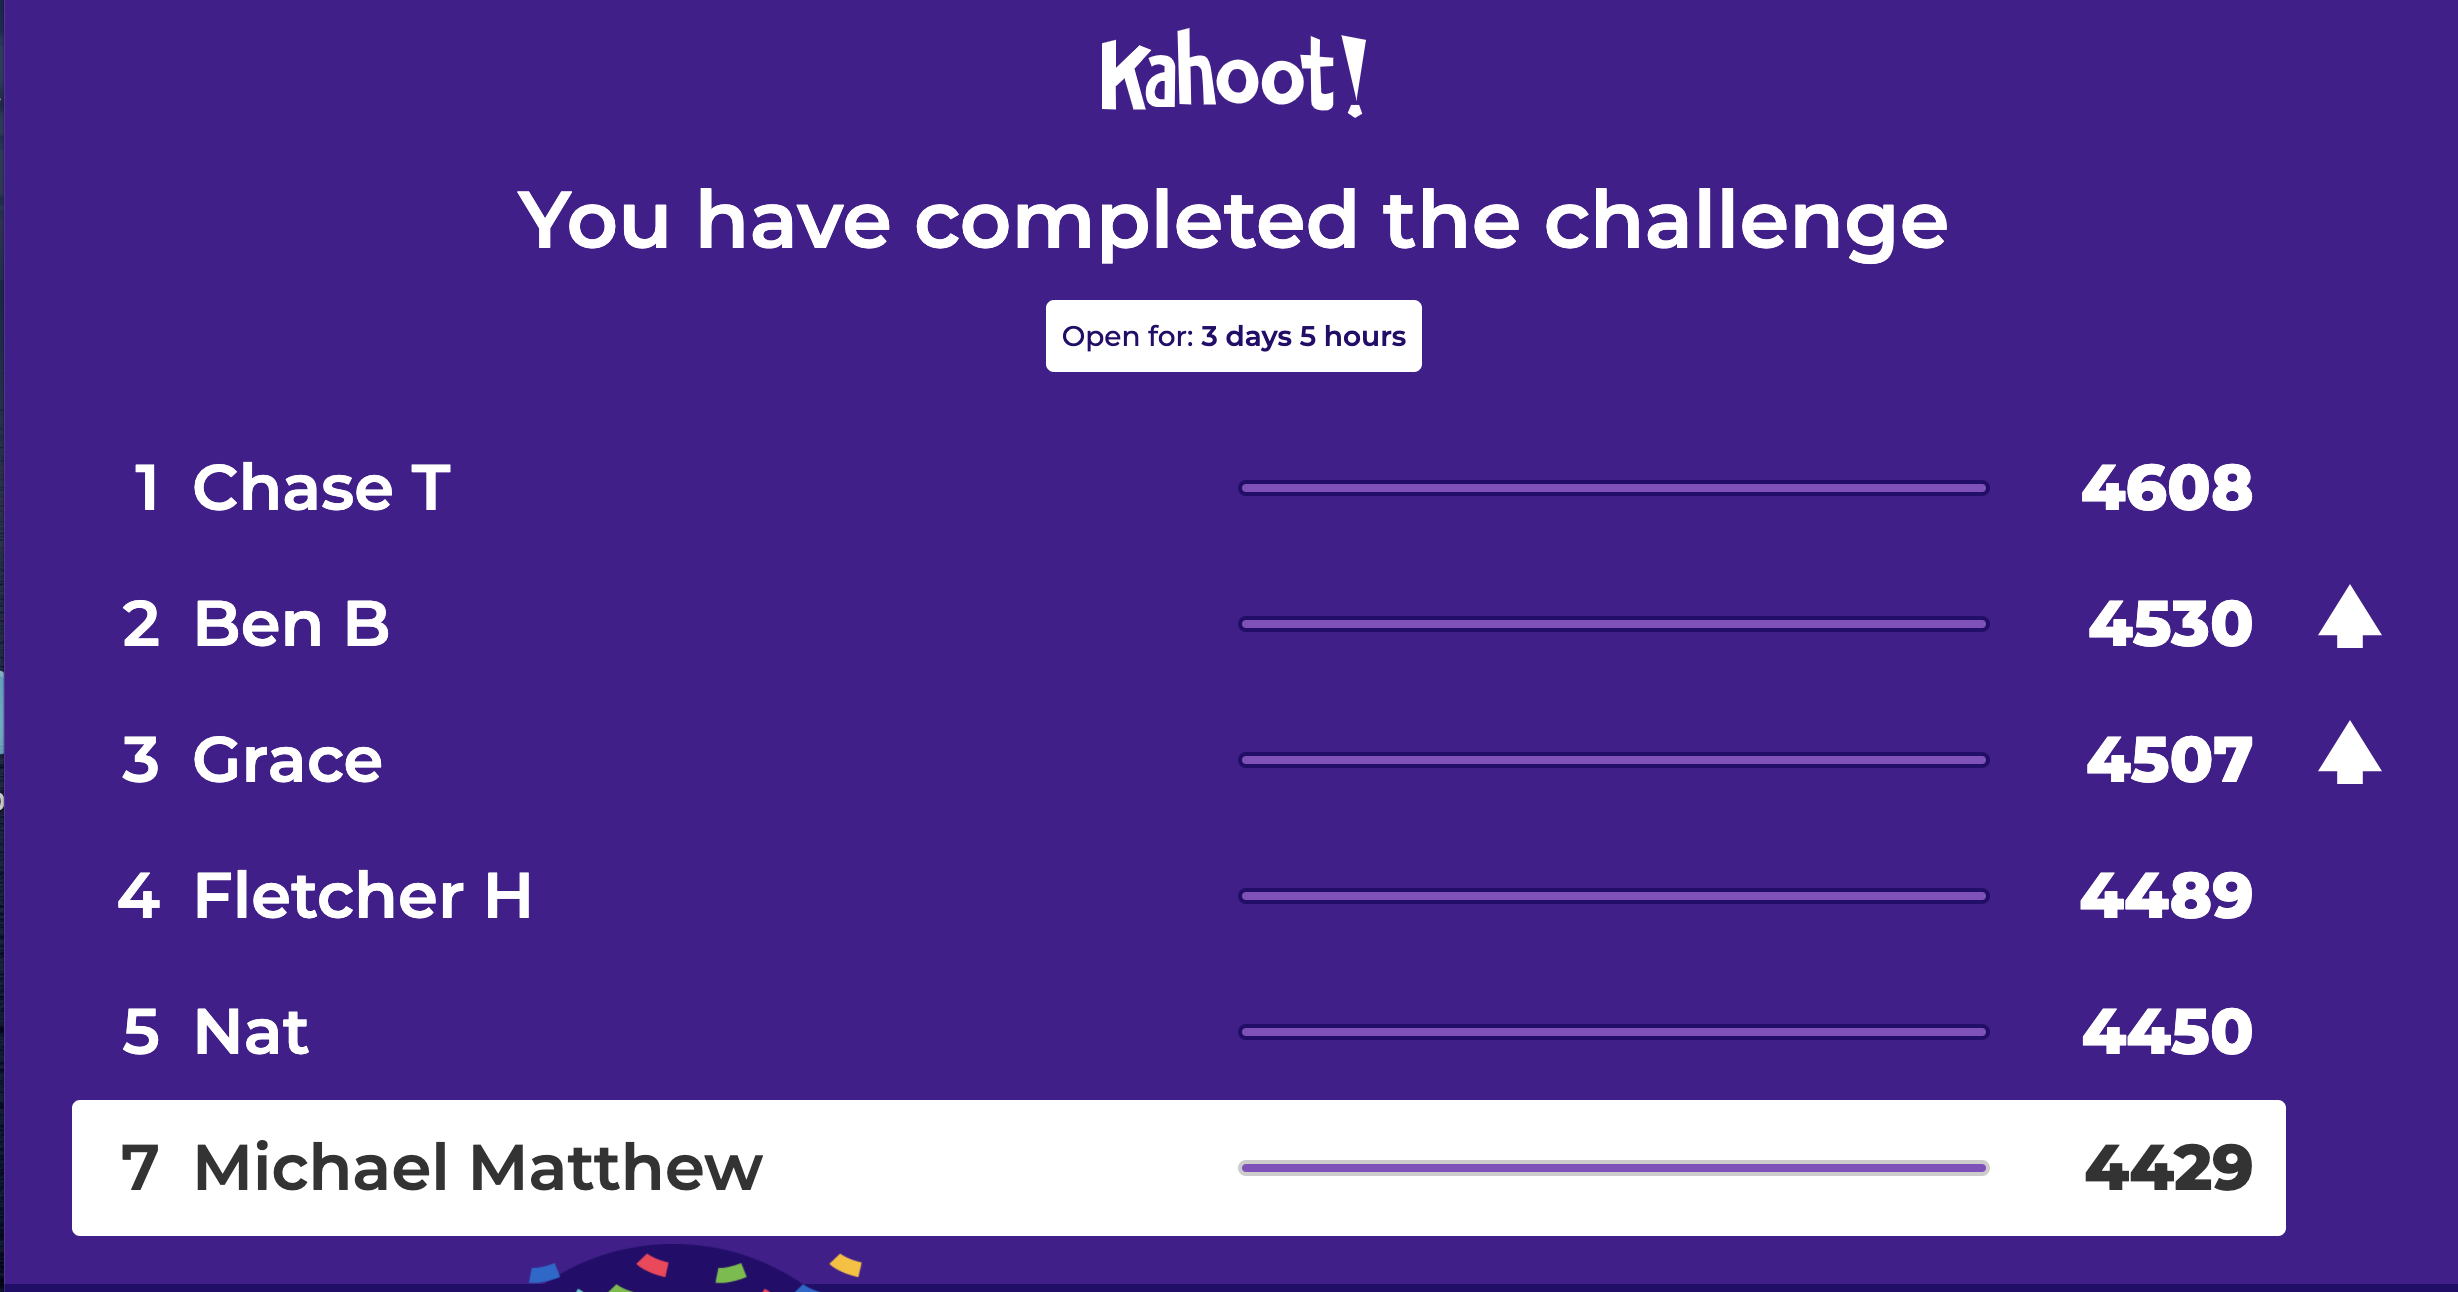 Kahoot!
You have completed the challenge
Open for: 3 days 5 hours
1 Chase T 4608
2 Ben B 4530
3 Grace 4507
4 Fletcher H 4489
5 Nat 4450
7 Michael Matthew 4429